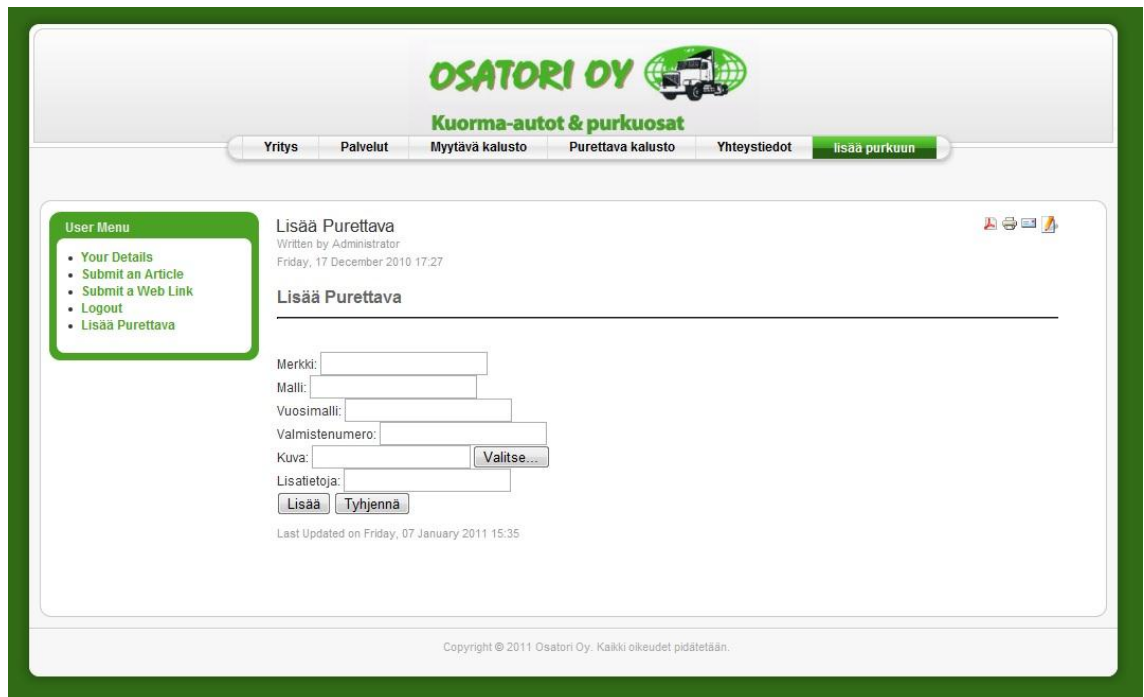 OSATORI OY
Kuorma-autot & purkuosat
Yritys Palvelut Myytävä kalusto Purettava kalusto Yhteystiedot lisää purkuun
User Menu
Your Details
Submit an Article
Submit a Web Link
Logout
Lisää Purettava
Lisää Purettava
Written by Administrator
Friday, 17 December 2010 17:27
Lisää Purettava
Merkki:
Malli:
Vuosimalli:
Valmistenumero:
Kuva: Valitse...
Lisatietoja:
Lisää Tyhjennä
Last Updated on Friday, 07 January 2011 15:35
Copyright © 2011 Osatori Oy. Kaikki oikeudet pidätetään.